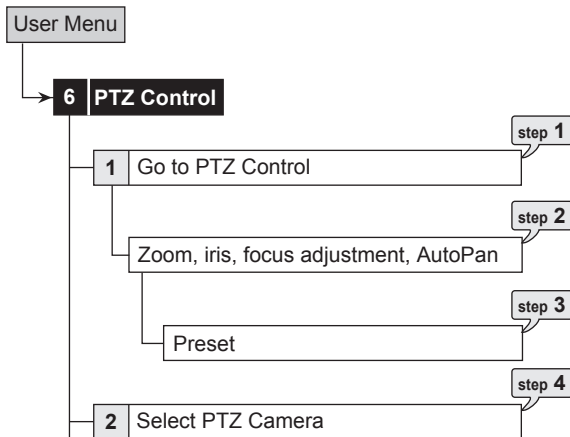 User Menu
6 PTZ Control
step 1
1 Go to PTZ Control
step 2
Zoom, iris, focus adjustment, AutoPan
step 3
Preset
step 4
2 Select PTZ Camera